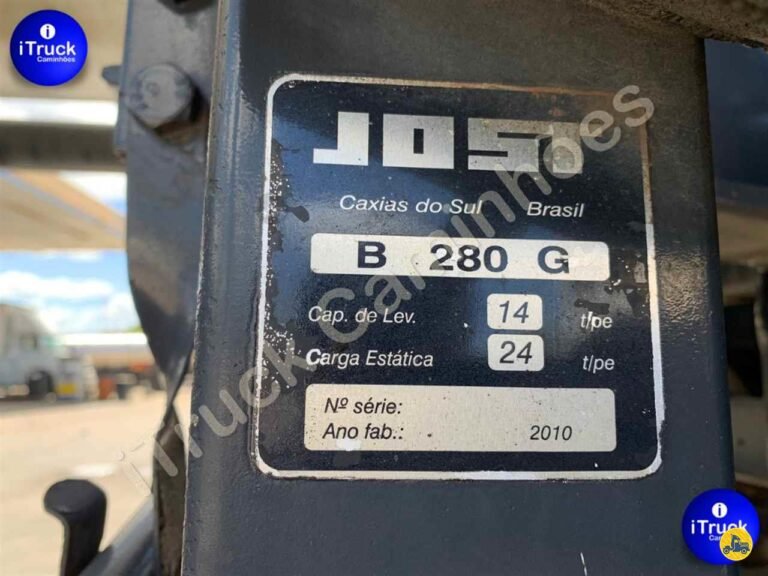 i
iTruck
Caminhões
JOST
Caxias do Sul Brasil
B 280 G
Cap. de Lev. 14 t/pe
Carga Estática 24 t/pe
Nº série:
Ano fab.: 2010
iTruck Caminhões
i
iTruck